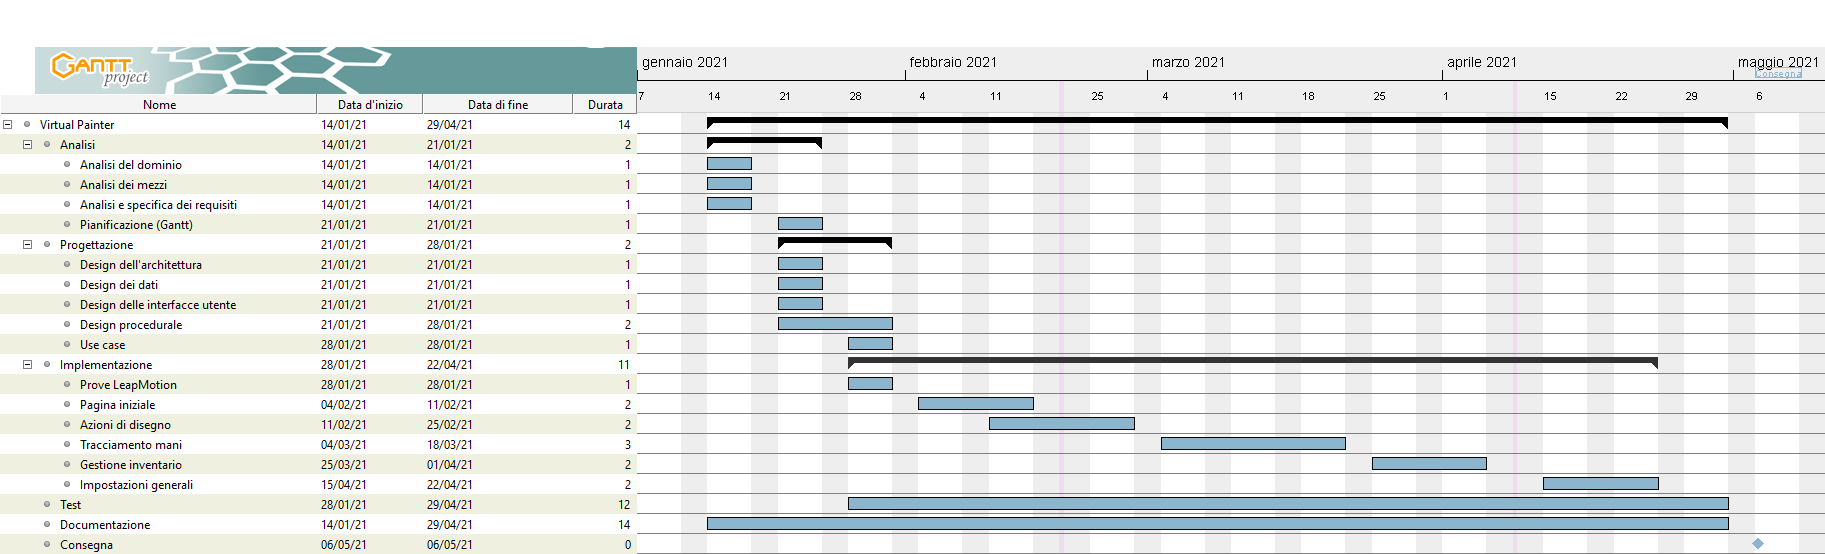 GANTT
project
gennaio 2021 febbraio 2021 marzo 2021 aprile 2021 maggio 2021
Consegna
7 14 21 28 4 11 25 4 11 18 25 1 15 22 29 6
Nome Data d'inizio Data di fine Durata
Virtual Painter 14/01/21 29/04/21 14
Analisi 14/01/21 21/01/21 2
Analisi del dominio 14/01/21 14/01/21 1
Analisi dei mezzi 14/01/21 14/01/21 1
Analisi e specifica dei requisiti 14/01/21 14/01/21 1
Pianificazione (Gantt) 21/01/21 21/01/21 1
Progettazione 21/01/21 28/01/21 2
Design dell'architettura 21/01/21 21/01/21 1
Design dei dati 21/01/21 21/01/21 1
Design delle interfacce utente 21/01/21 21/01/21 1
Design procedurale 21/01/21 28/01/21 2
Use case 28/01/21 28/01/21 1
Implementazione 28/01/21 22/04/21 11
Prove LeapMotion 28/01/21 28/01/21 1
Pagina iniziale 04/02/21 11/02/21 2
Azioni di disegno 11/02/21 25/02/21 2
Tracciamento mani 04/03/21 18/03/21 3
Gestione inventario 25/03/21 01/04/21 2
Impostazioni generali 15/04/21 22/04/21 2
Test 28/01/21 29/04/21 12
Documentazione 14/01/21 29/04/21 14
Consegna 06/05/21 06/05/21 0